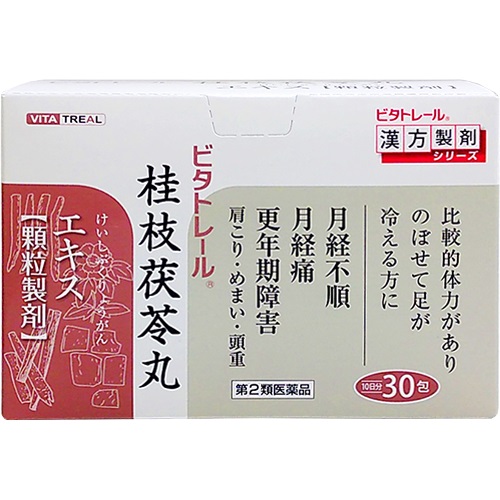 VITA TREAL
ビタトレール®
漢方製剤
シリーズ
比較的体力があり
のぼせて足が
冷える方に
月経不順
月経痛
更年期障害
肩こり・めまい・頭重
ビタトレール®
桂枝茯苓丸
けいしぶくりょうがん
エキス
【顆粒製剤】
第2類医薬品
10日分30包